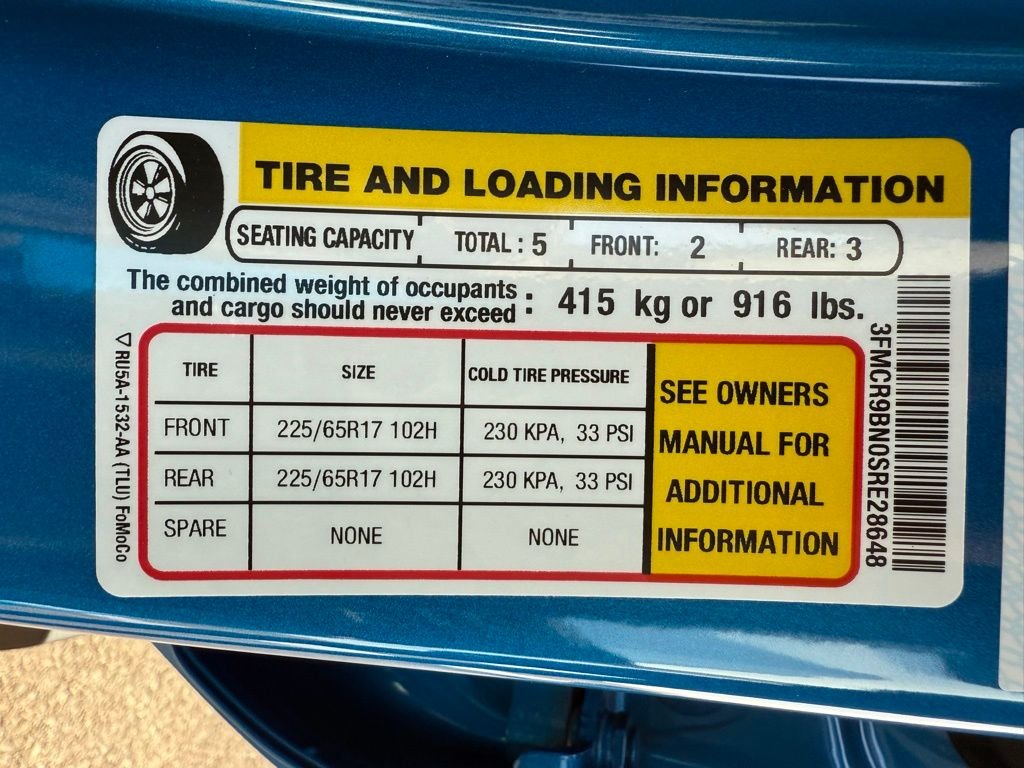 TIRE AND LOADING INFORMATION
SEATING CAPACITY TOTAL : 5 FRONT: 2 REAR: 3
The combined weight of occupants
and cargo should never exceed : 415 kg or 916 lbs.
TIRE SIZE COLD TIRE PRESSURE
FRONT 225/65R17 102H 230 KPA, 33 PSI
REAR 225/65R17 102H 230 KPA, 33 PSI
SPARE NONE NONE
SEE OWNERS
MANUAL FOR
ADDITIONAL
INFORMATION
▽ RU5A-1532-AA (TLU) FoMoCo
3FMCR9BN0SRE28648